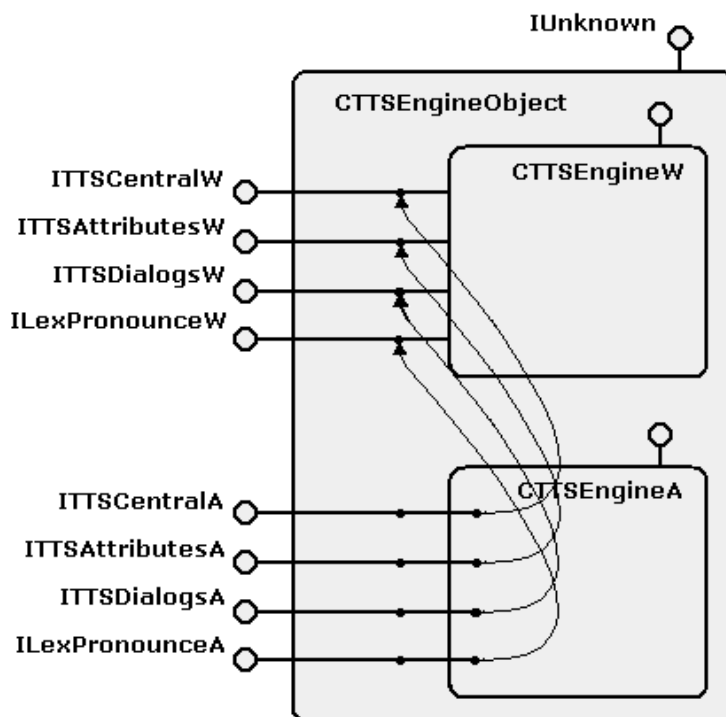 IUnknown
CTTSEngineObject
CTTSEngineW
ITTSCentralW
ITTSAttributesW
ITTSDialogsW
ILexPronounceW
CTTSEngineA
ITTSCentralA
ITTSAttributesA
ITTSDialogsA
ILexPronounceA